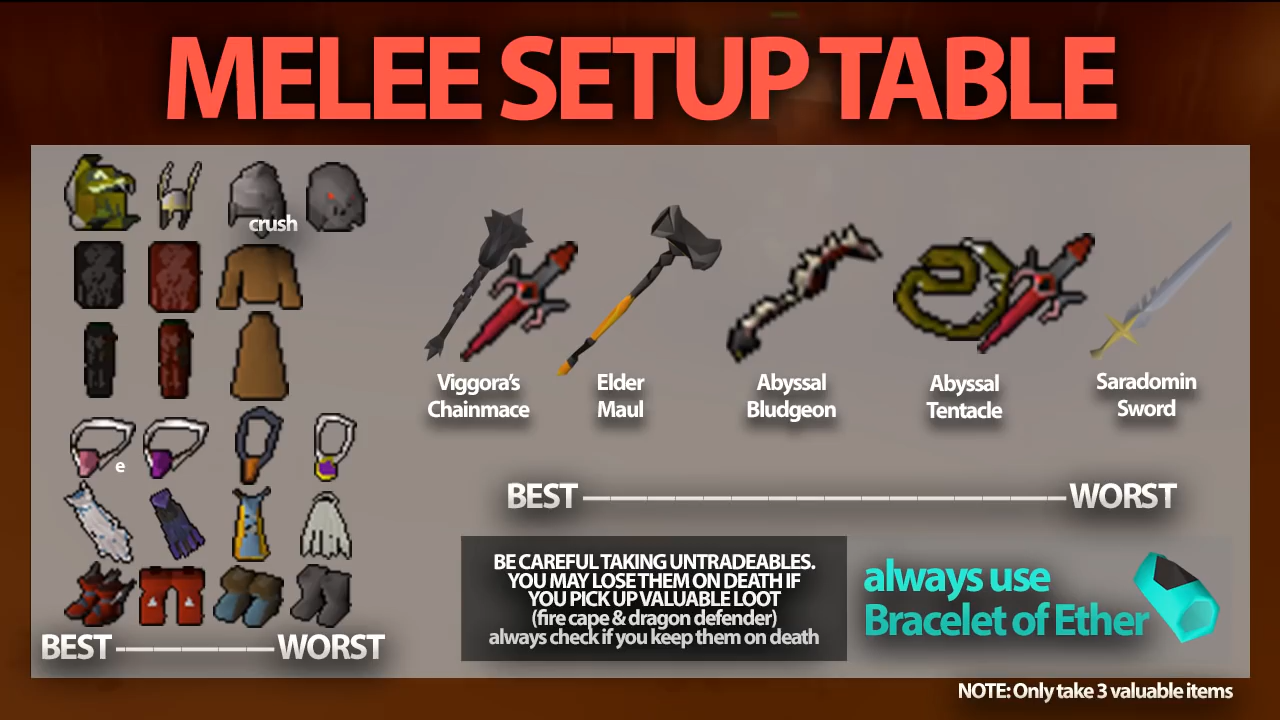 MELEE SETUP TABLE
crush
e
BEST
WORST
Viggora's
Chainmace
Elder
Maul
Abyssal
Bludgeon
Abyssal
Tentacle
Saradomin
Sword
BEST
WORST
BE CAREFUL TAKING UNTRADEABLES.
YOU MAY LOSE THEM ON DEATH IF
YOU PICK UP VALUABLE LOOT
(fire cape & dragon defender)
always check if you keep them on death
always use
Bracelet of Ether
NOTE: Only take 3 valuable items